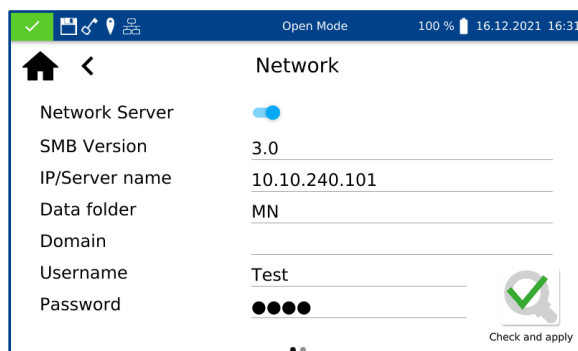 Open Mode 100 % 16.12.2021 16:31
Network
Network Server
SMB Version 3.0
IP/Server name 10.10.240.101
Data folder MN
Domain
Username Test
Password ●●●●
Check and apply